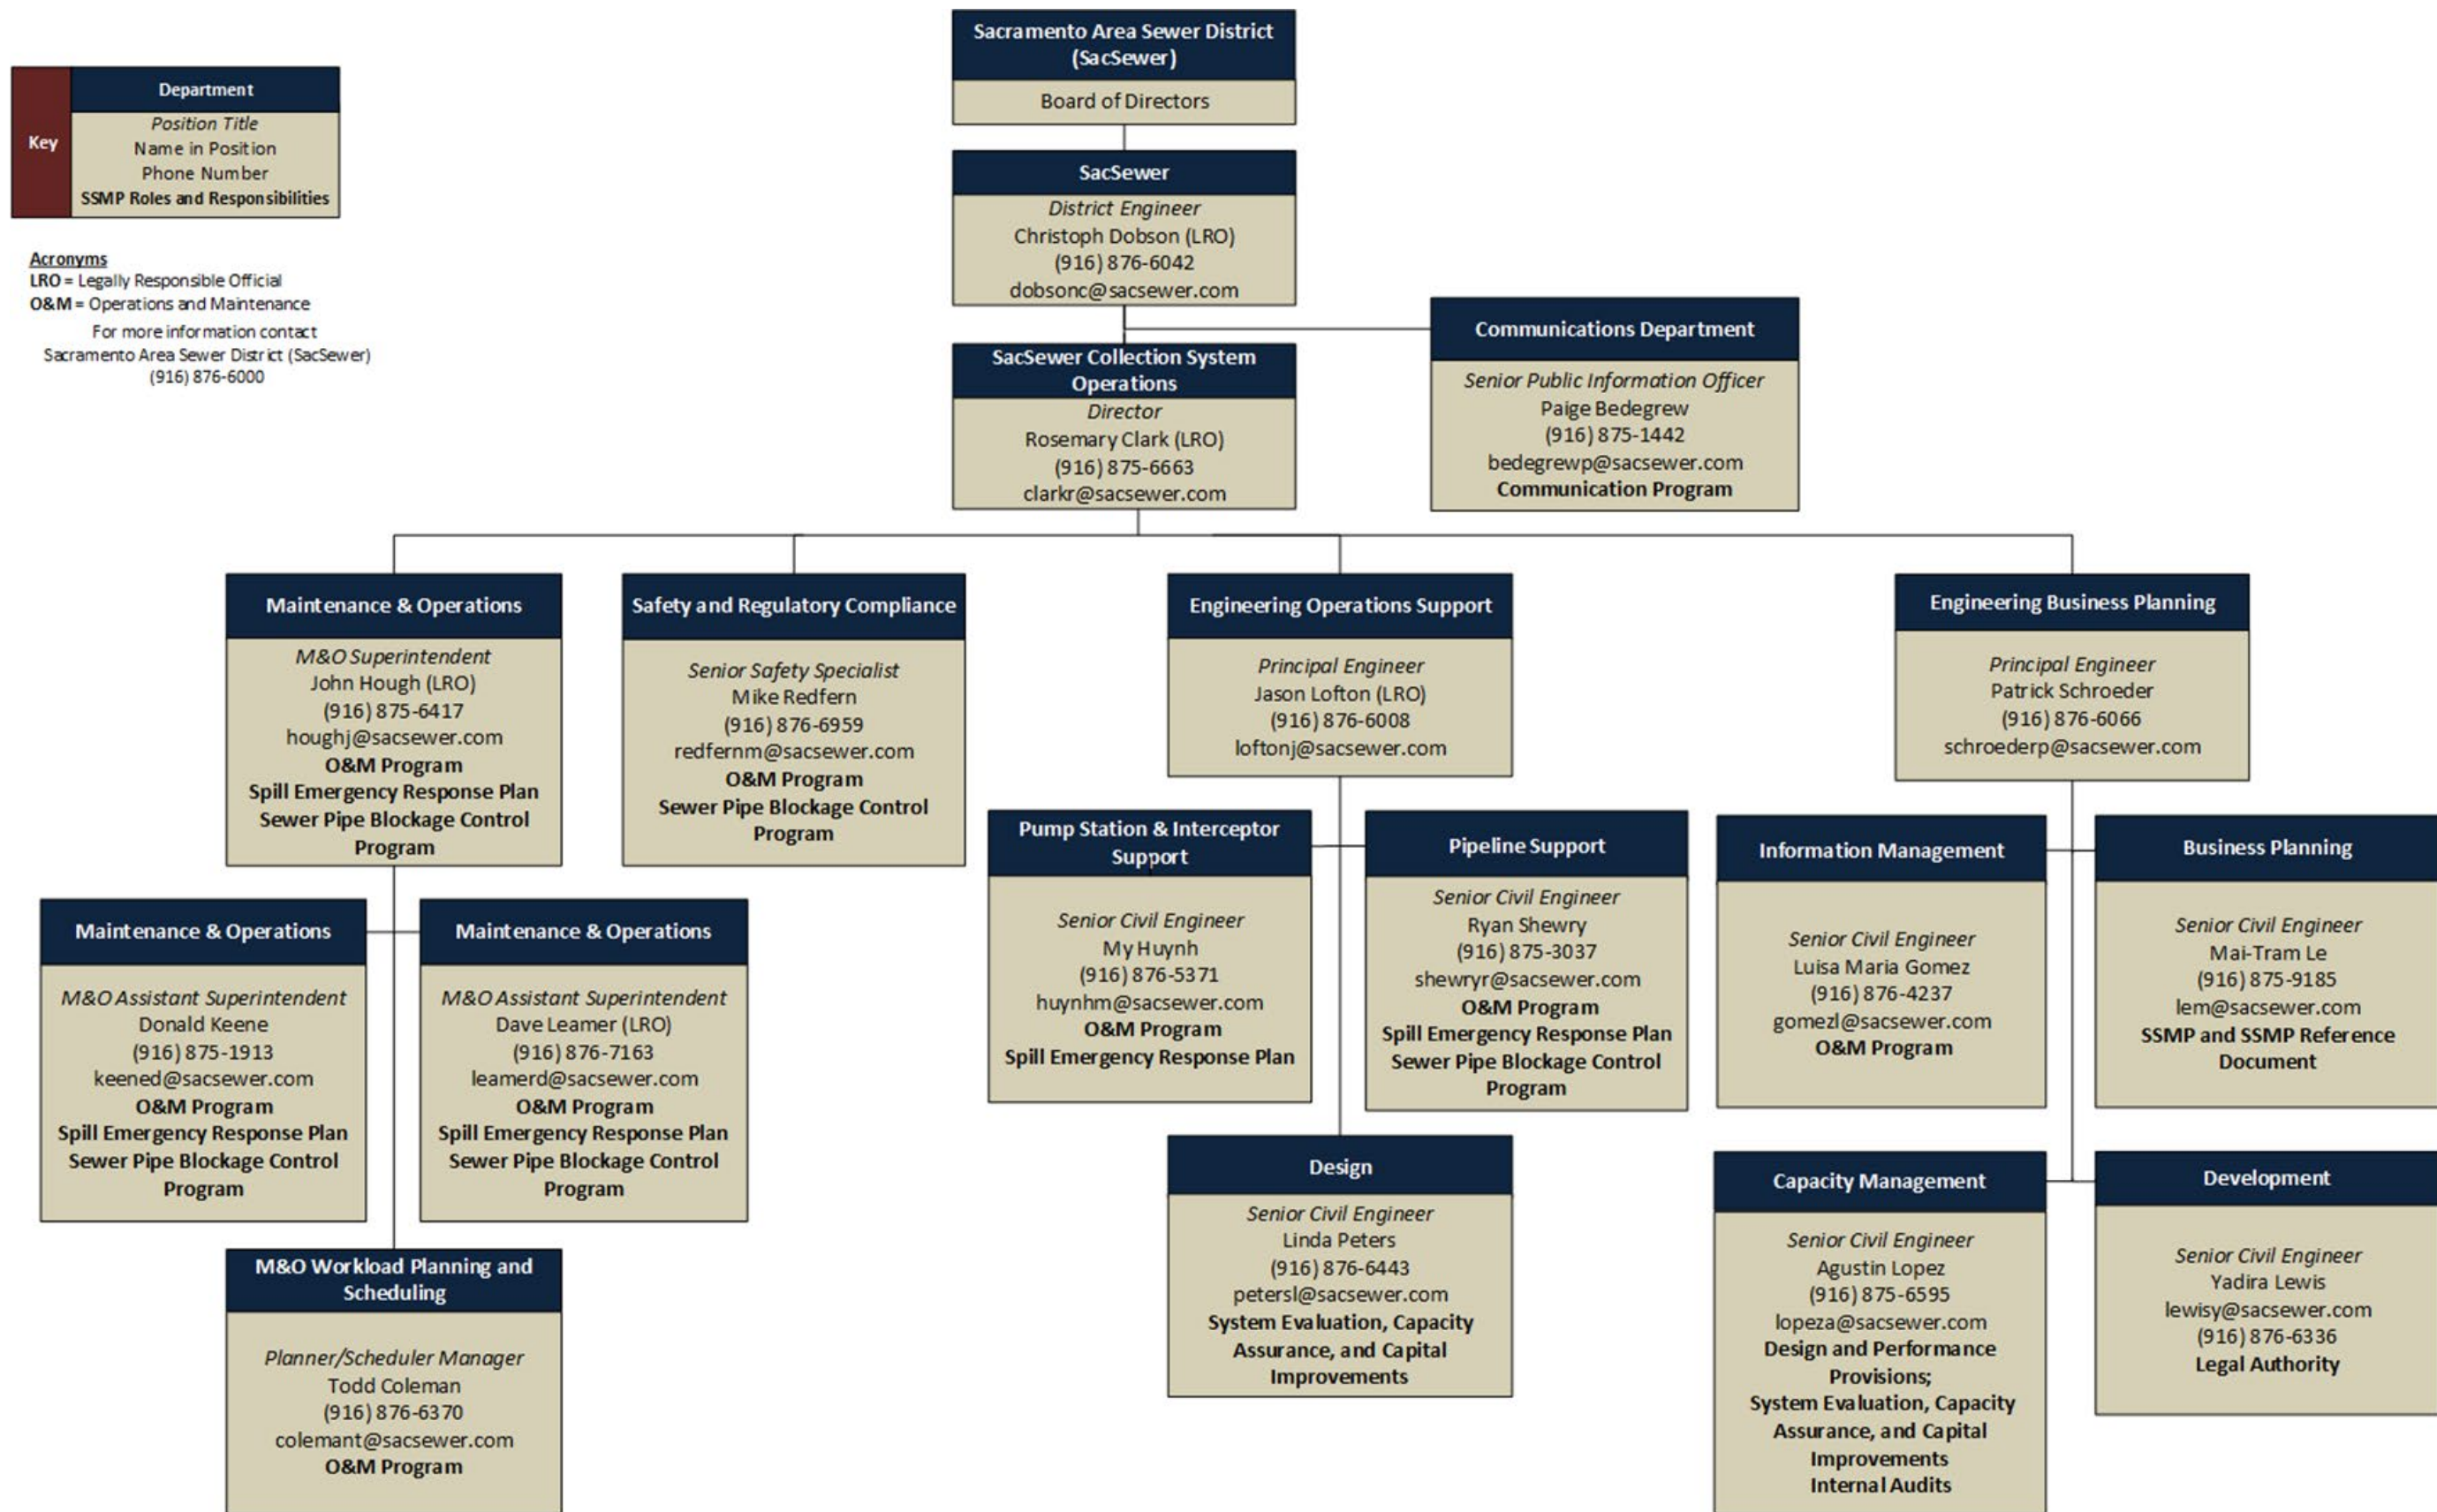 Sacramento Area Sewer District
(SacSewer)
Board of Directors
Key
Department
Position Title
Name in Position
Phone Number
SSMP Roles and Responsibilities
Acronyms
LRO = Legally Responsible Official
O&M = Operations and Maintenance
For more information contact
Sacramento Area Sewer District (SacSewer)
(916) 876-6000
SacSewer
District Engineer
Christoph Dobson (LRO)
(916) 876-6042
dobsonc@sacsewer.com
Communications Department
Senior Public Information Officer
Paige Bedegrew
(916) 875-1442
bedegrewp@sacsewer.com
Communication Program
SacSewer Collection System
Operations
Director
Rosemary Clark (LRO)
(916) 875-6663
clarkr@sacsewer.com
Maintenance & Operations
M&O Superintendent
John Hough (LRO)
(916) 875-6417
houghj@sacsewer.com
O&M Program
Spill Emergency Response Plan
Sewer Pipe Blockage Control
Program
Safety and Regulatory Compliance
Senior Safety Specialist
Mike Redfern
(916) 876-6959
redfernm@sacsewer.com
O&M Program
Sewer Pipe Blockage Control
Program
Engineering Operations Support
Principal Engineer
Jason Lofton (LRO)
(916) 876-6008
loftonj@sacsewer.com
Engineering Business Planning
Principal Engineer
Patrick Schroeder
(916) 876-6066
schroederp@sacsewer.com
Maintenance & Operations
M&O Assistant Superintendent
Donald Keene
(916) 875-1913
keened@sacsewer.com
O&M Program
Spill Emergency Response Plan
Sewer Pipe Blockage Control
Program
Maintenance & Operations
M&O Assistant Superintendent
Dave Leamer (LRO)
(916) 876-7163
leamerd@sacsewer.com
O&M Program
Spill Emergency Response Plan
Sewer Pipe Blockage Control
Program
M&O Workload Planning and
Scheduling
Planner/Scheduler Manager
Todd Coleman
(916) 876-6370
colemant@sacsewer.com
O&M Program
Pump Station & Interceptor
Support
Senior Civil Engineer
My Huynh
(916) 876-5371
huynhm@sacsewer.com
O&M Program
Spill Emergency Response Plan
Pipeline Support
Senior Civil Engineer
Ryan Shewry
(916) 875-3037
shewryr@sacsewer.com
O&M Program
Spill Emergency Response Plan
Sewer Pipe Blockage Control
Program
Design
Senior Civil Engineer
Linda Peters
(916) 876-6443
petersl@sacsewer.com
System Evaluation, Capacity
Assurance, and Capital
Improvements
Information Management
Senior Civil Engineer
Luisa Maria Gomez
(916) 876-4237
gomezl@sacsewer.com
O&M Program
Business Planning
Senior Civil Engineer
Mai-Tram Le
(916) 875-9185
lem@sacsewer.com
SSMP and SSMP Reference
Document
Capacity Management
Senior Civil Engineer
Agustin Lopez
(916) 875-6595
lopeza@sacsewer.com
Design and Performance
Provisions;
System Evaluation, Capacity
Assurance, and Capital
Improvements
Internal Audits
Development
Senior Civil Engineer
Yadira Lewis
lewisy@sacsewer.com
(916) 876-6336
Legal Authority